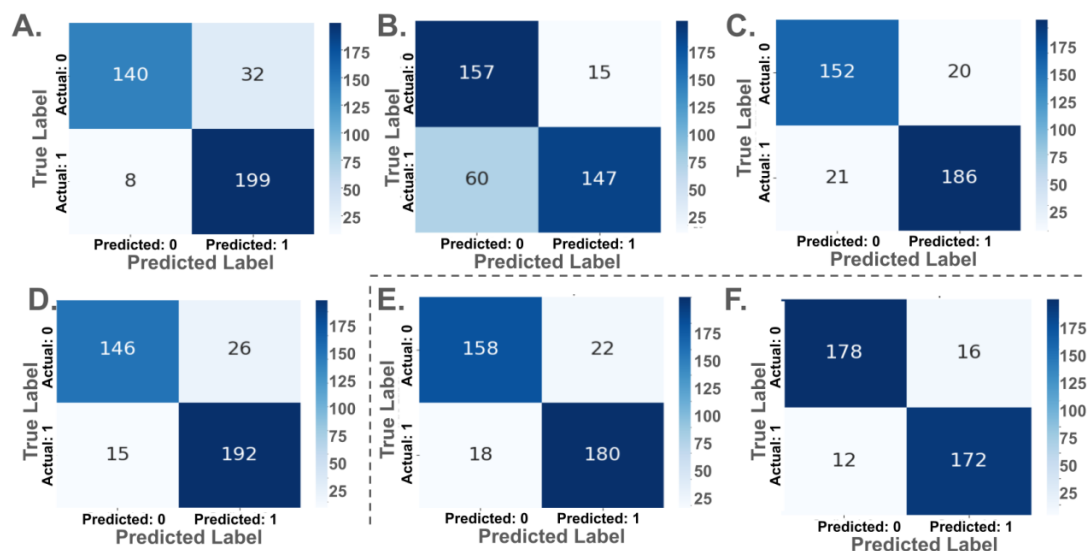 A.
True Label
Actual: 0
Actual: 1
140 32
8 199
175
150
125
100
75
50
25
Predicted: 0 Predicted: 1
Predicted Label
B.
True Label
Actual: 0
Actual: 1
157 15
60 147
175
150
125
100
75
50
25
Predicted: 0 Predicted: 1
Predicted Label
C.
True Label
Actual: 0
Actual: 1
152 20
21 186
175
150
125
100
75
50
25
Predicted: 0 Predicted: 1
Predicted Label
D.
True Label
Actual: 0
Actual: 1
146 26
15 192
175
150
125
100
75
50
25
Predicted: 0 Predicted: 1
Predicted Label
E.
True Label
Actual: 0
Actual: 1
158 22
18 180
175
150
125
100
75
50
25
Predicted: 0 Predicted: 1
Predicted Label
F.
True Label
Actual: 0
Actual: 1
178 16
12 172
175
150
125
100
75
50
25
Predicted: 0 Predicted: 1
Predicted Label